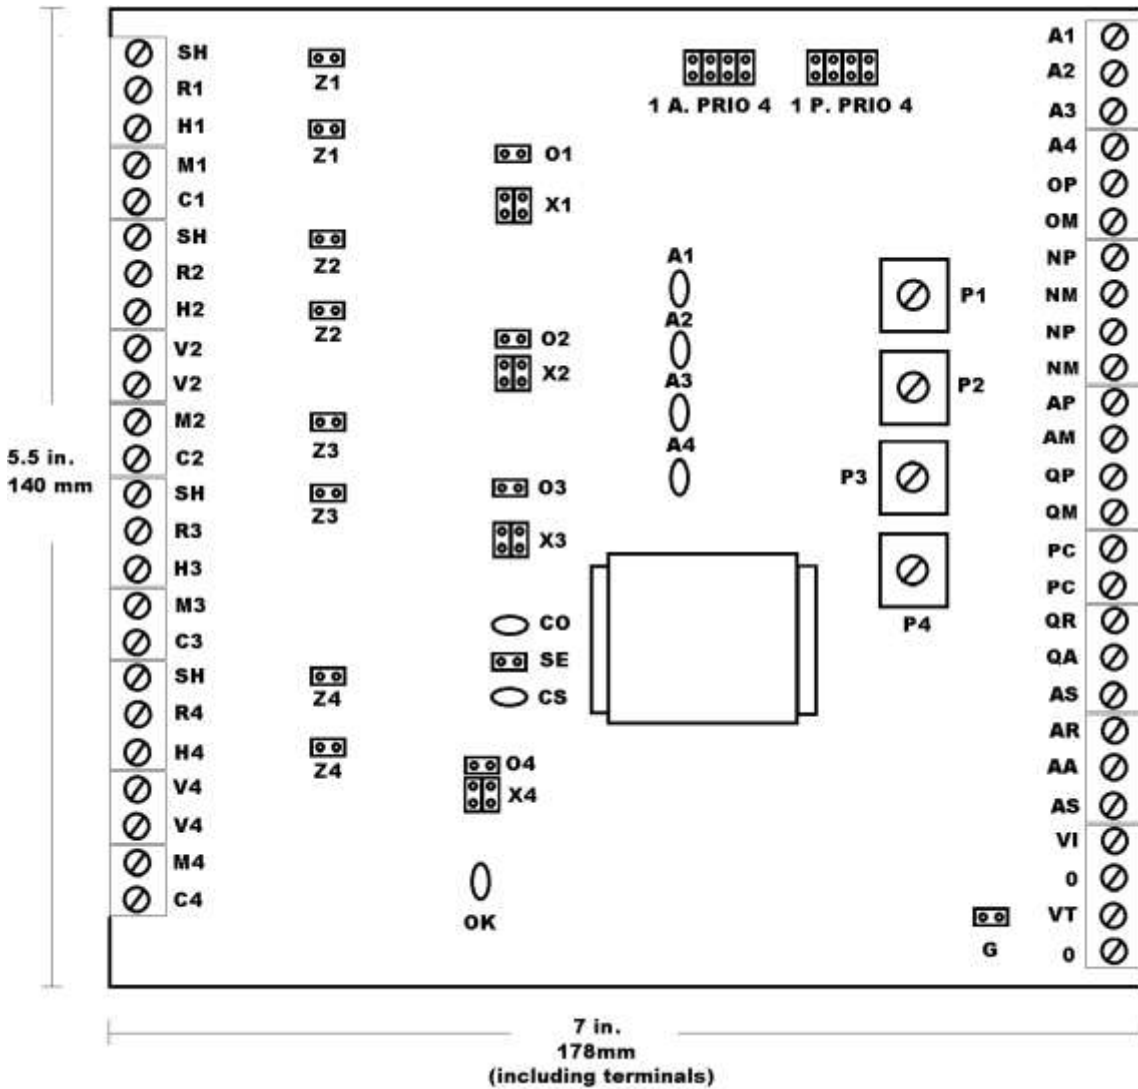 SH
R1
H1
M1
C1
SH
R2
H2
V2
V2
M2
C2
SH
R3
H3
M3
C3
SH
R4
H4
V4
V4
M4
C4
5.5 in.
140 mm
Z1
Z1
Z2
Z2
Z3
Z3
Z4
Z4
O1
X1
O2
X2
O3
X3
CO
SE
CS
O4
X4
OK
1 A. PRIO 4
1 P. PRIO 4
A1
A2
A3
A4
P1
P2
P3
P4
G
A1
A2
A3
A4
OP
OM
NP
NM
NP
NM
AP
AM
QP
QM
PC
PC
QR
QA
AS
AR
AA
AS
VI
0
VT
0
7 in.
178mm
(including terminals)